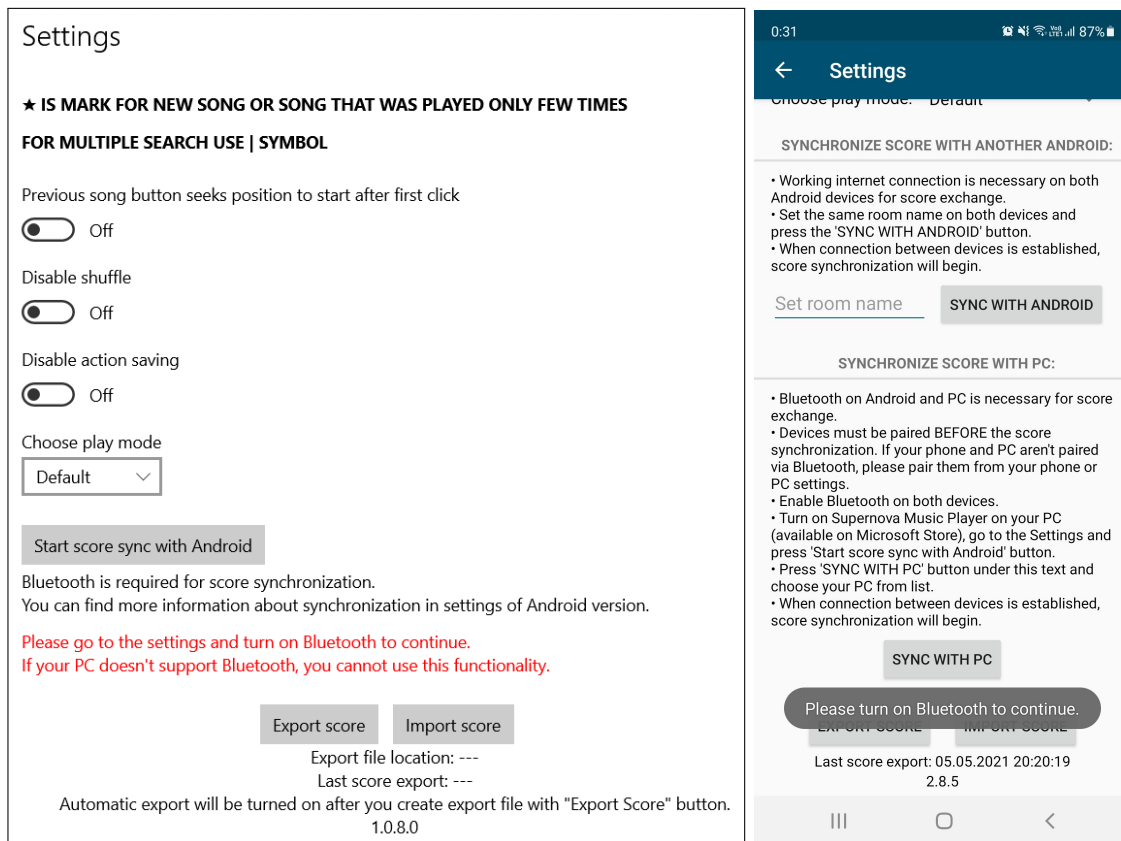 Settings
★ IS MARK FOR NEW SONG OR SONG THAT WAS PLAYED ONLY FEW TIMES
FOR MULTIPLE SEARCH USE | SYMBOL
Previous song button seeks position to start after first click
Off
Disable shuffle
Off
Disable action saving
Off
Choose play mode
Default
Start score sync with Android
Bluetooth is required for score synchronization.
You can find more information about synchronization in settings of Android version.
Please go to the settings and turn on Bluetooth to continue.
If your PC doesn't support Bluetooth, you cannot use this functionality.
Export score Import score
Export file location: ---
Last score export: ---
Automatic export will be turned on after you create export file with "Export Score" button.
1.0.8.0
0:31 87%
Settings
Choose play mode: Default
SYNCHRONIZE SCORE WITH ANOTHER ANDROID:
• Working internet connection is necessary on both
Android devices for score exchange.
• Set the same room name on both devices and
press the 'SYNC WITH ANDROID' button.
• When connection between devices is established,
score synchronization will begin.
Set room name SYNC WITH ANDROID
SYNCHRONIZE SCORE WITH PC:
• Bluetooth on Android and PC is necessary for score
exchange.
• Devices must be paired BEFORE the score
synchronization. If your phone and PC aren't paired
via Bluetooth, please pair them from your phone or
PC settings.
• Enable Bluetooth on both devices.
• Turn on Supernova Music Player on your PC
(available on Microsoft Store), go to the Settings and
press 'Start score sync with Android' button.
• Press 'SYNC WITH PC' button under this text and
choose your PC from list.
• When connection between devices is established,
score synchronization will begin.
SYNC WITH PC
Please turn on Bluetooth to continue.
EXPORT SCORE IMPORT SCORE
Last score export: 05.05.2021 20:20:19
2.8.5